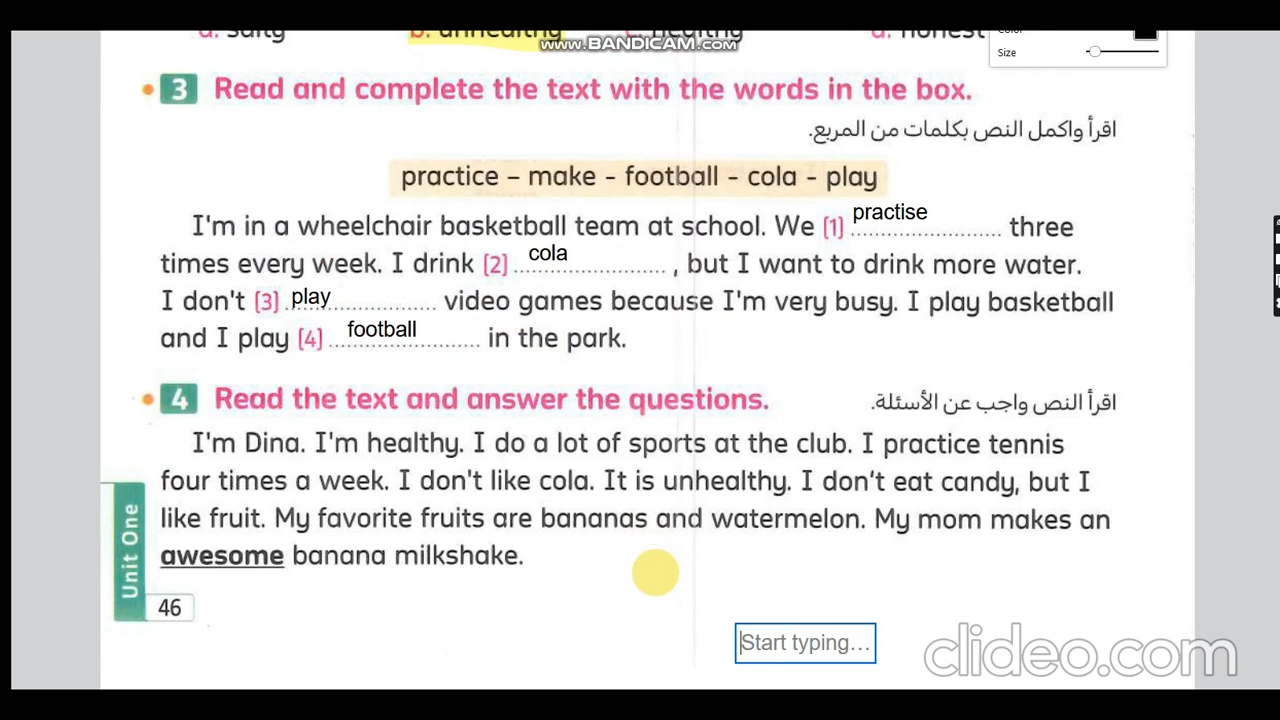 a. salty b. unhealthy c. healthy d. honest
Color
www.BANDICAM.com
Size
3 Read and complete the text with the words in the box.
اقرأ واكمل النص بكلمات من المربع.
practice – make - football - cola - play
I'm in a wheelchair basketball team at school. We (1) practise three
times every week. I drink (2) cola , but I want to drink more water.
I don't (3) play video games because I'm very busy. I play basketball
and I play (4) football in the park.
4 Read the text and answer the questions.
اقرأ النص واجب عن الأسئلة.
I'm Dina. I'm healthy. I do a lot of sports at the club. I practice tennis
four times a week. I don't like cola. It is unhealthy. I don't eat candy, but I
like fruit. My favorite fruits are bananas and watermelon. My mom makes an
awesome banana milkshake.
Unit One
46
Start typing...
clideo.com